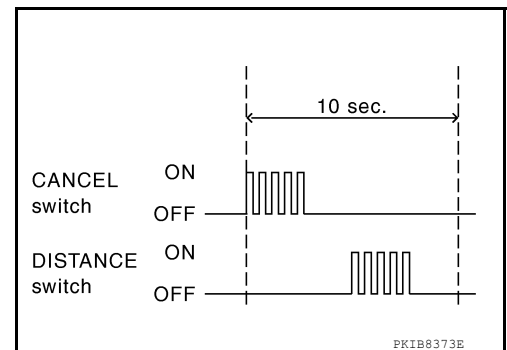 10 sec.
CANCEL
switch
ON
OFF
DISTANCE
switch
ON
OFF
PKIB8373E